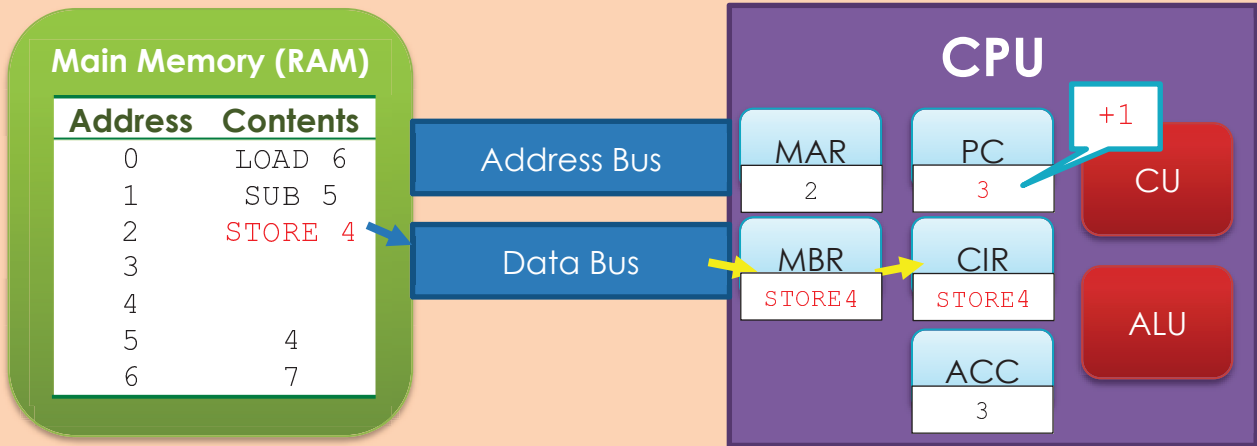 Main Memory (RAM)
Address Contents
0 LOAD 6
1 SUB 5
2 STORE 4
3
4
5 4
6 7
Address Bus
Data Bus
CPU
MAR
2
PC
3
+1
CU
MBR
STORE4
CIR
STORE4
ALU
ACC
3